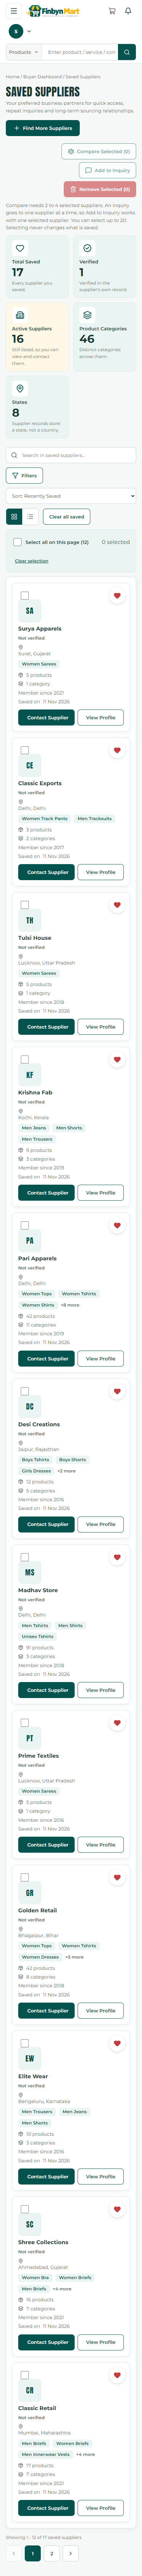 FinbynMart
S
Products
Enter product / service / com
Home / Buyer Dashboard / Saved Suppliers
SAVED SUPPLIERS
Your preferred business partners for quick access,
repeat inquiries and long-term sourcing relationships.
+ Find More Suppliers
Compare Selected (0)
Add to Inquiry
Remove Selected (0)
Compare needs 2 to 4 selected suppliers. An inquiry
goes to one supplier at a time, so Add to Inquiry works
with one selected supplier. You can select up to 20.
Selecting never changes what is saved.
Total Saved
17
Every supplier you
saved.
Verified
1
Verified in the
supplier's own record.
Active Suppliers
16
Still listed, so you can
view and contact
them.
Product Categories
46
Distinct categories
across them.
States
8
Supplier records store
a state, not a country.
Search in saved suppliers...
Filters
Sort: Recently Saved
Clear all saved
Select all on this page (12)
0 selected
Clear selection
SA
Surya Apparels
Not verified
Surat, Gujarat
Women Sarees
5 products
1 category
Member since 2021
Saved on 11 Nov 2026
Contact Supplier
View Profile
CE
Classic Exports
Not verified
Delhi, Delhi
Women Track Pants
Men Tracksuits
3 products
2 categories
Member since 2017
Saved on 11 Nov 2026
Contact Supplier
View Profile
TH
Tulsi House
Not verified
Lucknow, Uttar Pradesh
Women Sarees
5 products
1 category
Member since 2018
Saved on 11 Nov 2026
Contact Supplier
View Profile
KF
Krishna Fab
Not verified
Kochi, Kerala
Men Jeans
Men Shorts
Men Trousers
9 products
3 categories
Member since 2019
Saved on 11 Nov 2026
Contact Supplier
View Profile
PA
Pari Apparels
Not verified
Delhi, Delhi
Women Tops
Women Tshirts
Women Shirts
+8 more
42 products
11 categories
Member since 2019
Saved on 11 Nov 2026
Contact Supplier
View Profile
DC
Desi Creations
Not verified
Jaipur, Rajasthan
Boys Tshirts
Boys Shorts
Girls Dresses
+2 more
12 products
5 categories
Member since 2016
Saved on 11 Nov 2026
Contact Supplier
View Profile
MS
Madhav Store
Not verified
Delhi, Delhi
Men Tshirts
Men Shirts
Unisex Tshirts
91 products
3 categories
Member since 2018
Saved on 11 Nov 2026
Contact Supplier
View Profile
PT
Prime Textiles
Not verified
Lucknow, Uttar Pradesh
Women Sarees
5 products
1 category
Member since 2016
Saved on 11 Nov 2026
Contact Supplier
View Profile
GR
Golden Retail
Not verified
Bhagalpur, Bihar
Women Tops
Women Tshirts
Women Dresses
+5 more
42 products
8 categories
Member since 2018
Saved on 11 Nov 2026
Contact Supplier
View Profile
EW
Elite Wear
Not verified
Bengaluru, Karnataka
Men Trousers
Men Jeans
Men Shorts
10 products
3 categories
Member since 2016
Saved on 11 Nov 2026
Contact Supplier
View Profile
SC
Shree Collections
Not verified
Ahmedabad, Gujarat
Women Bra
Women Briefs
Men Briefs
+4 more
16 products
7 categories
Member since 2021
Saved on 11 Nov 2026
Contact Supplier
View Profile
CR
Classic Retail
Not verified
Mumbai, Maharashtra
Men Briefs
Women Briefs
Men Innerwear Vests
+4 more
17 products
7 categories
Member since 2021
Saved on 11 Nov 2026
Contact Supplier
View Profile
Showing 1 - 12 of 17 saved suppliers
1
2